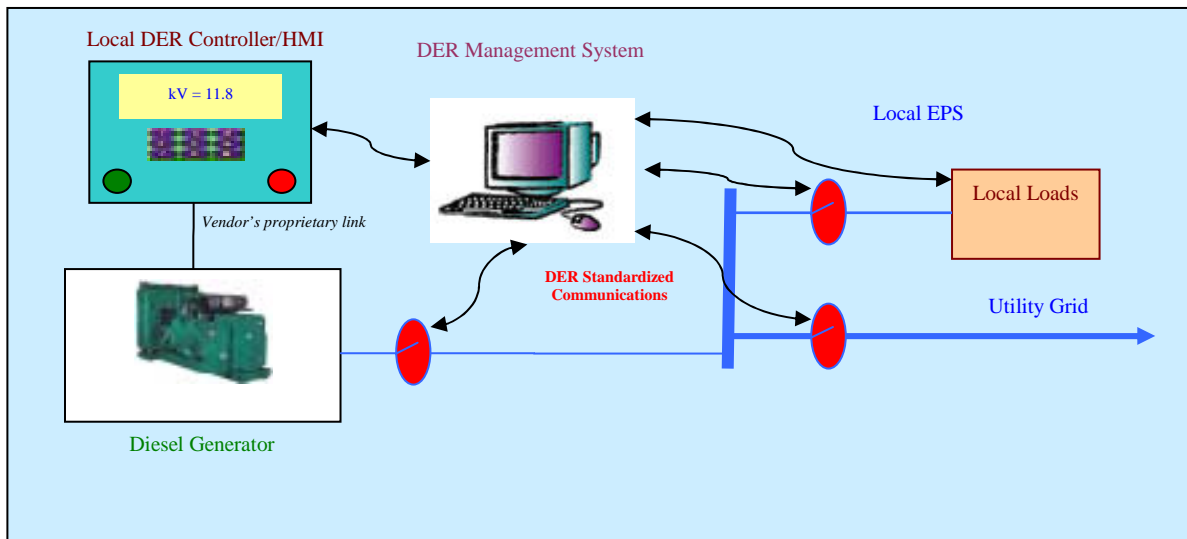 Local DER Controller/HMI
DER Management System
kV = 11.8
Local EPS
Local Loads
Vendor’s proprietary link
DER Standardized
Communications
Utility Grid
Diesel Generator